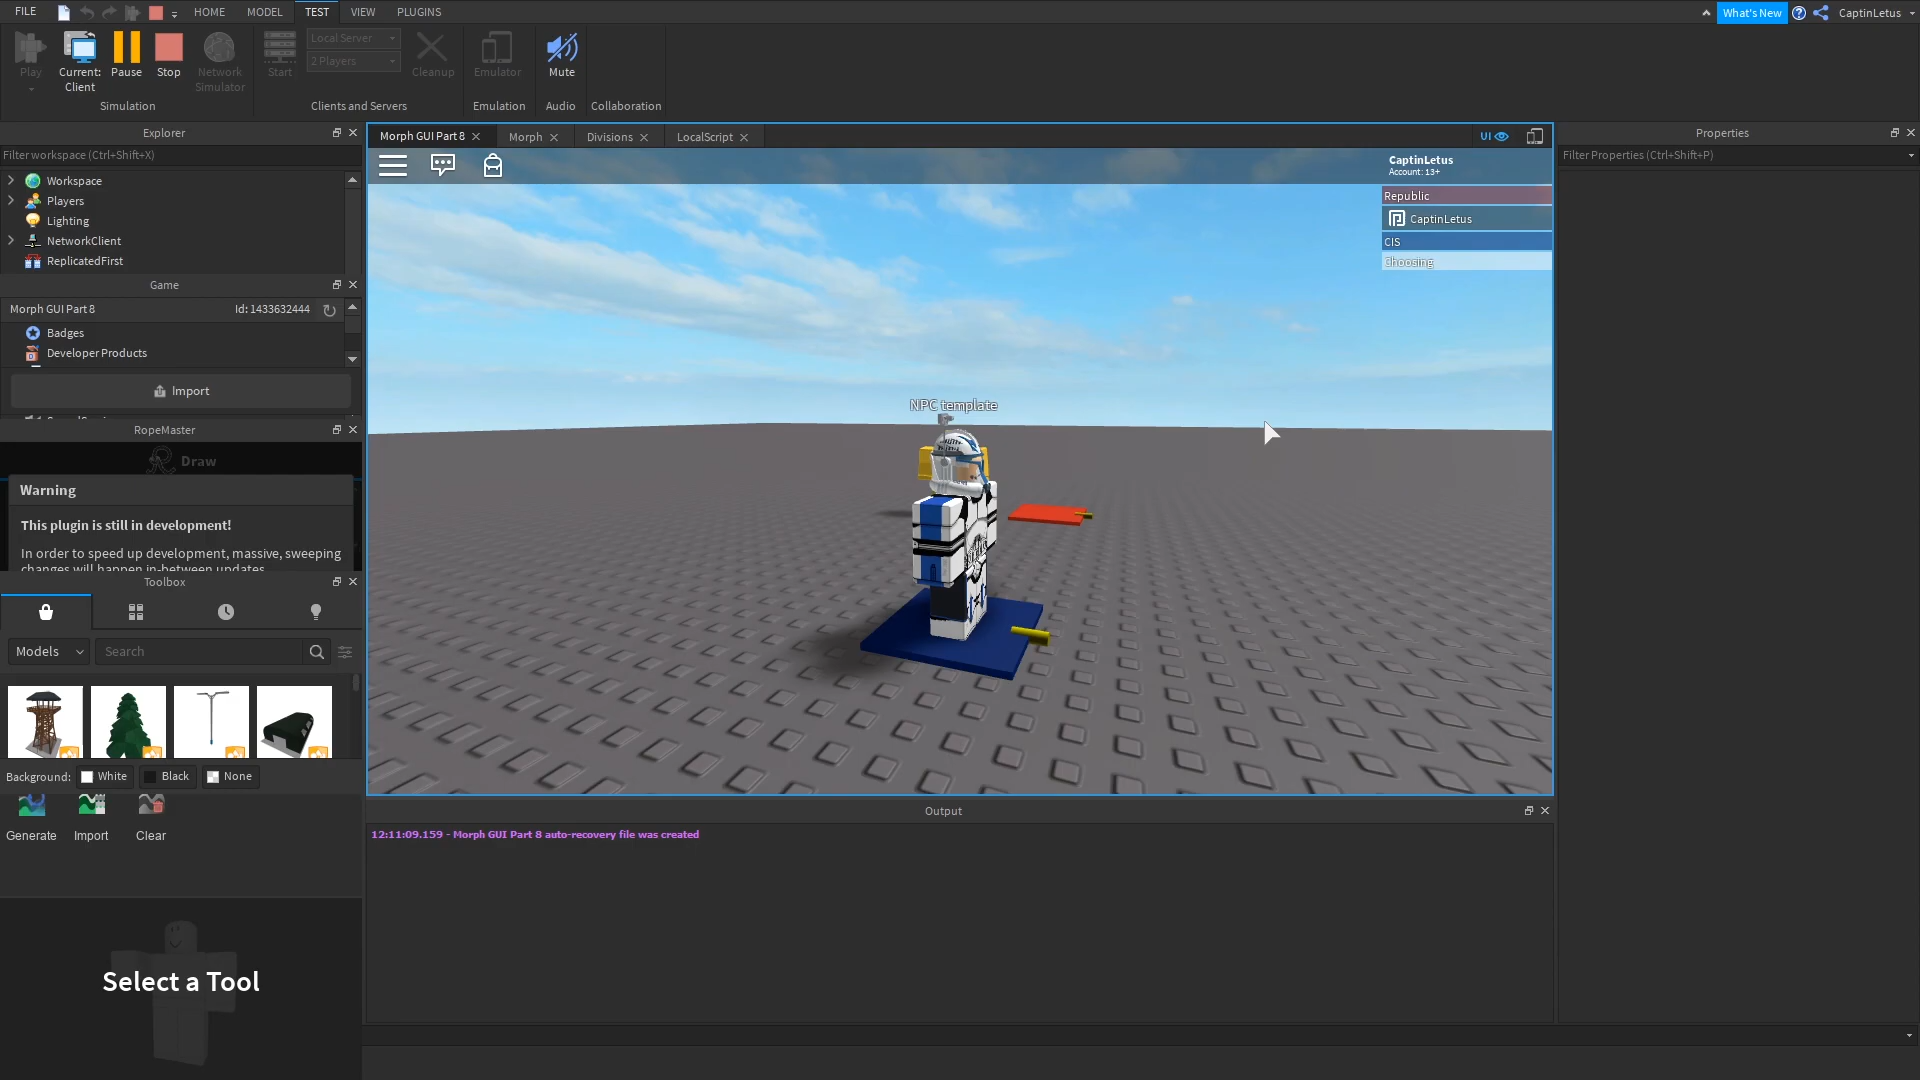 FILE HOME MODEL TEST VIEW PLUGINS What's New CaptinLetus
Play Current: Client Pause Stop Network Simulator Start Local Server 2 Players Cleanup Emulator Mute
Simulation Clients and Servers Emulation Audio Collaboration
Explorer
Filter workspace (Ctrl+Shift+X)
Workspace
Players
Lighting
NetworkClient
ReplicatedFirst
Game
Morph GUI Part 8 Id: 1433632444
Badges
Developer Products
Import
RopeMaster
Draw
Warning
This plugin is still in development!
In order to speed up development, massive, sweeping
changes will happen in-between updates
Toolbox
Models Search
Background: White Black None
Generate Import Clear
Select a Tool
Morph GUI Part 8 Morph Divisions LocalScript UI
CaptinLetus
Account: 13+
Republic
CaptinLetus
CIS
Choosing
NPC template
Output
12:11:09.159 - Morph GUI Part 8 auto-recovery file was created
Properties
Filter Properties (Ctrl+Shift+P)